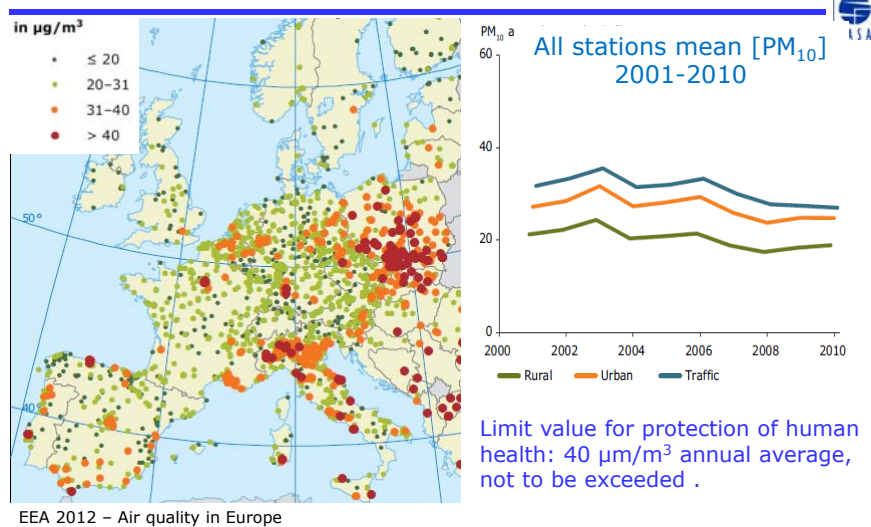 in µg/m³
≤ 20
20–31
31–40
> 40
50°
40°
EEA 2012 – Air quality in Europe
A S A
PM₁₀ a
All stations mean [PM₁₀]
2001-2010
60
40
20
0
2000 2002 2004 2006 2008 2010
Rural Urban Traffic
Limit value for protection of human
health: 40 µm/m³ annual average,
not to be exceeded .